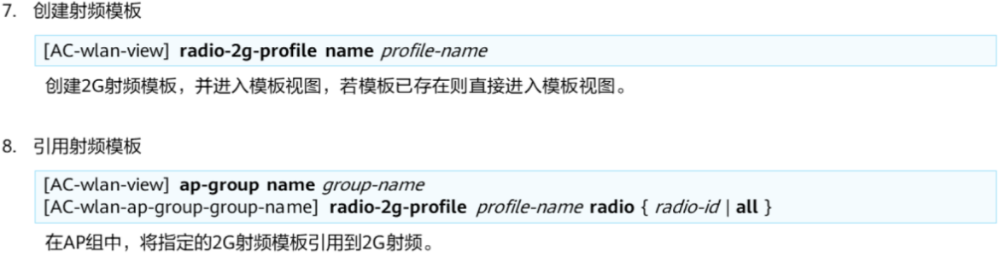 7. 创建射频模板
[AC-wlan-view] radio-2g-profile name profile-name
创建2G射频模板，并进入模板视图，若模板已存在则直接进入模板视图。
8. 引用射频模板
[AC-wlan-view] ap-group name group-name
[AC-wlan-ap-group-group-name] radio-2g-profile profile-name radio { radio-id | all }
在AP组中，将指定的2G射频模板引用到2G射频。